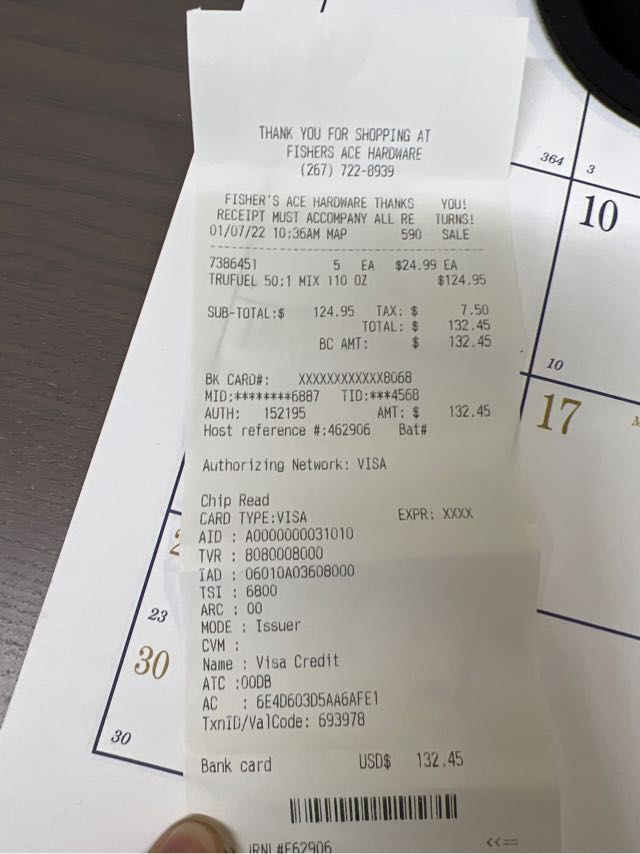 THANK YOU FOR SHOPPING AT
FISHERS ACE HARDWARE
(267) 722-8939
FISHER'S ACE HARDWARE THANKS YOU!
RECEIPT MUST ACCOMPANY ALL RE TURNS!
01/07/22 10:36AM MAP 590 SALE
7386451 5 EA $24.99 EA
TRUFUEL 50:1 MIX 110 OZ $124.95
SUB-TOTAL:$ 124.95 TAX: $ 7.50
TOTAL: $ 132.45
BC AMT: $ 132.45
BK CARD#: XXXXXXXXXXXX8068
MID:********6887 TID:***4568
AUTH: 152195 AMT: $ 132.45
Host reference #:462906 Bat#
Authorizing Network: VISA
Chip Read
CARD TYPE:VISA EXPR: XXXX
AID : A0000000031010
TVR : 8080008000
IAD : 06010A03608000
TSI : 6800
ARC : 00
MODE : Issuer
CVM :
Name : Visa Credit
ATC :00DB
AC : 6E4D603D5AA6AFE1
TxnID/ValCode: 693978
Bank card USD$ 132.45
JRNL#F62906 <<==
364 3
10
10
17
23
30
30